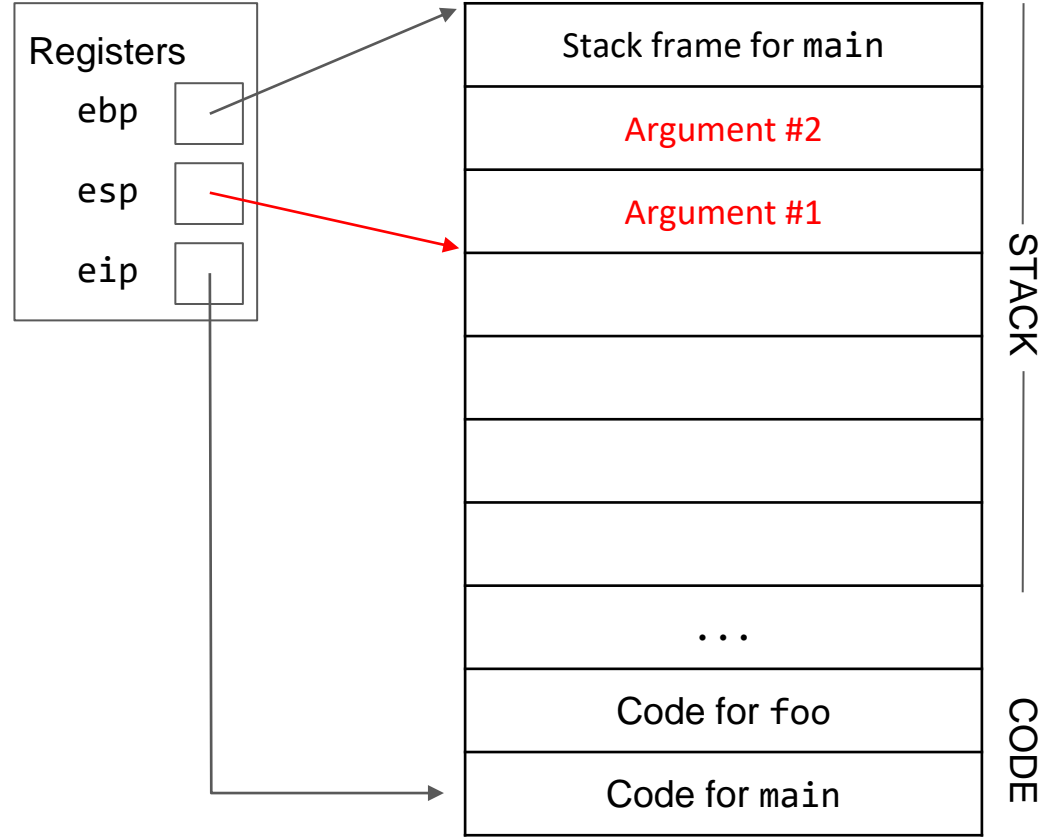 Registers
ebp
esp
eip
Stack frame for main
Argument #2
Argument #1
...
Code for foo
Code for main
STACK
CODE